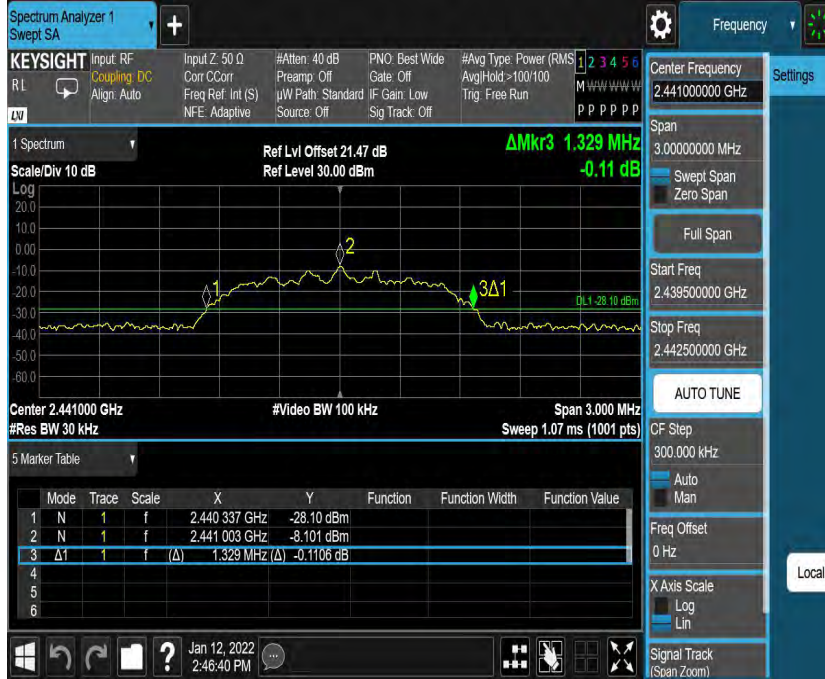 Spectrum Analyzer 1
Swept SA
+
Frequency
KEYSIGHT
RL
LXI
Input: RF
Coupling: DC
Align: Auto
Input Z: 50 Ω
Corr CCorr
Freq Ref: Int (S)
NFE: Adaptive
#Atten: 40 dB
Preamp: Off
µW Path: Standard
Source: Off
PNO: Best Wide
Gate: Off
IF Gain: Low
Sig Track: Off
#Avg Type: Power (RMS
Avg|Hold:>100/100
Trig: Free Run
1 2 3 4 5 6
M W W W W W
P P P P P P
1 Spectrum
Scale/Div 10 dB
Ref Lvl Offset 21.47 dB
Ref Level 30.00 dBm
ΔMkr3 1.329 MHz
-0.11 dB
Log
20.0
10.0
0.00
-10.0
-20.0
-30.0
-40.0
-50.0
-60.0
1
2
3Δ1
DL1 -28.10 dBm
Center 2.441000 GHz
#Video BW 100 kHz
Span 3.000 MHz
#Res BW 30 kHz
Sweep 1.07 ms (1001 pts)
5 Marker Table
Mode Trace Scale X Y Function Function Width Function Value
1 N 1 f 2.440 337 GHz -28.10 dBm
2 N 1 f 2.441 003 GHz -8.101 dBm
3 Δ1 1 f (Δ) 1.329 MHz (Δ) -0.1106 dB
4
5
6
Jan 12, 2022
2:46:40 PM
Center Frequency
2.441000000 GHz
Settings
Span
3.00000000 MHz
Swept Span
Zero Span
Full Span
Start Freq
2.439500000 GHz
Stop Freq
2.442500000 GHz
AUTO TUNE
CF Step
300.000 kHz
Auto
Man
Freq Offset
0 Hz
Local
X Axis Scale
Log
Lin
Signal Track
(Span Zoom)